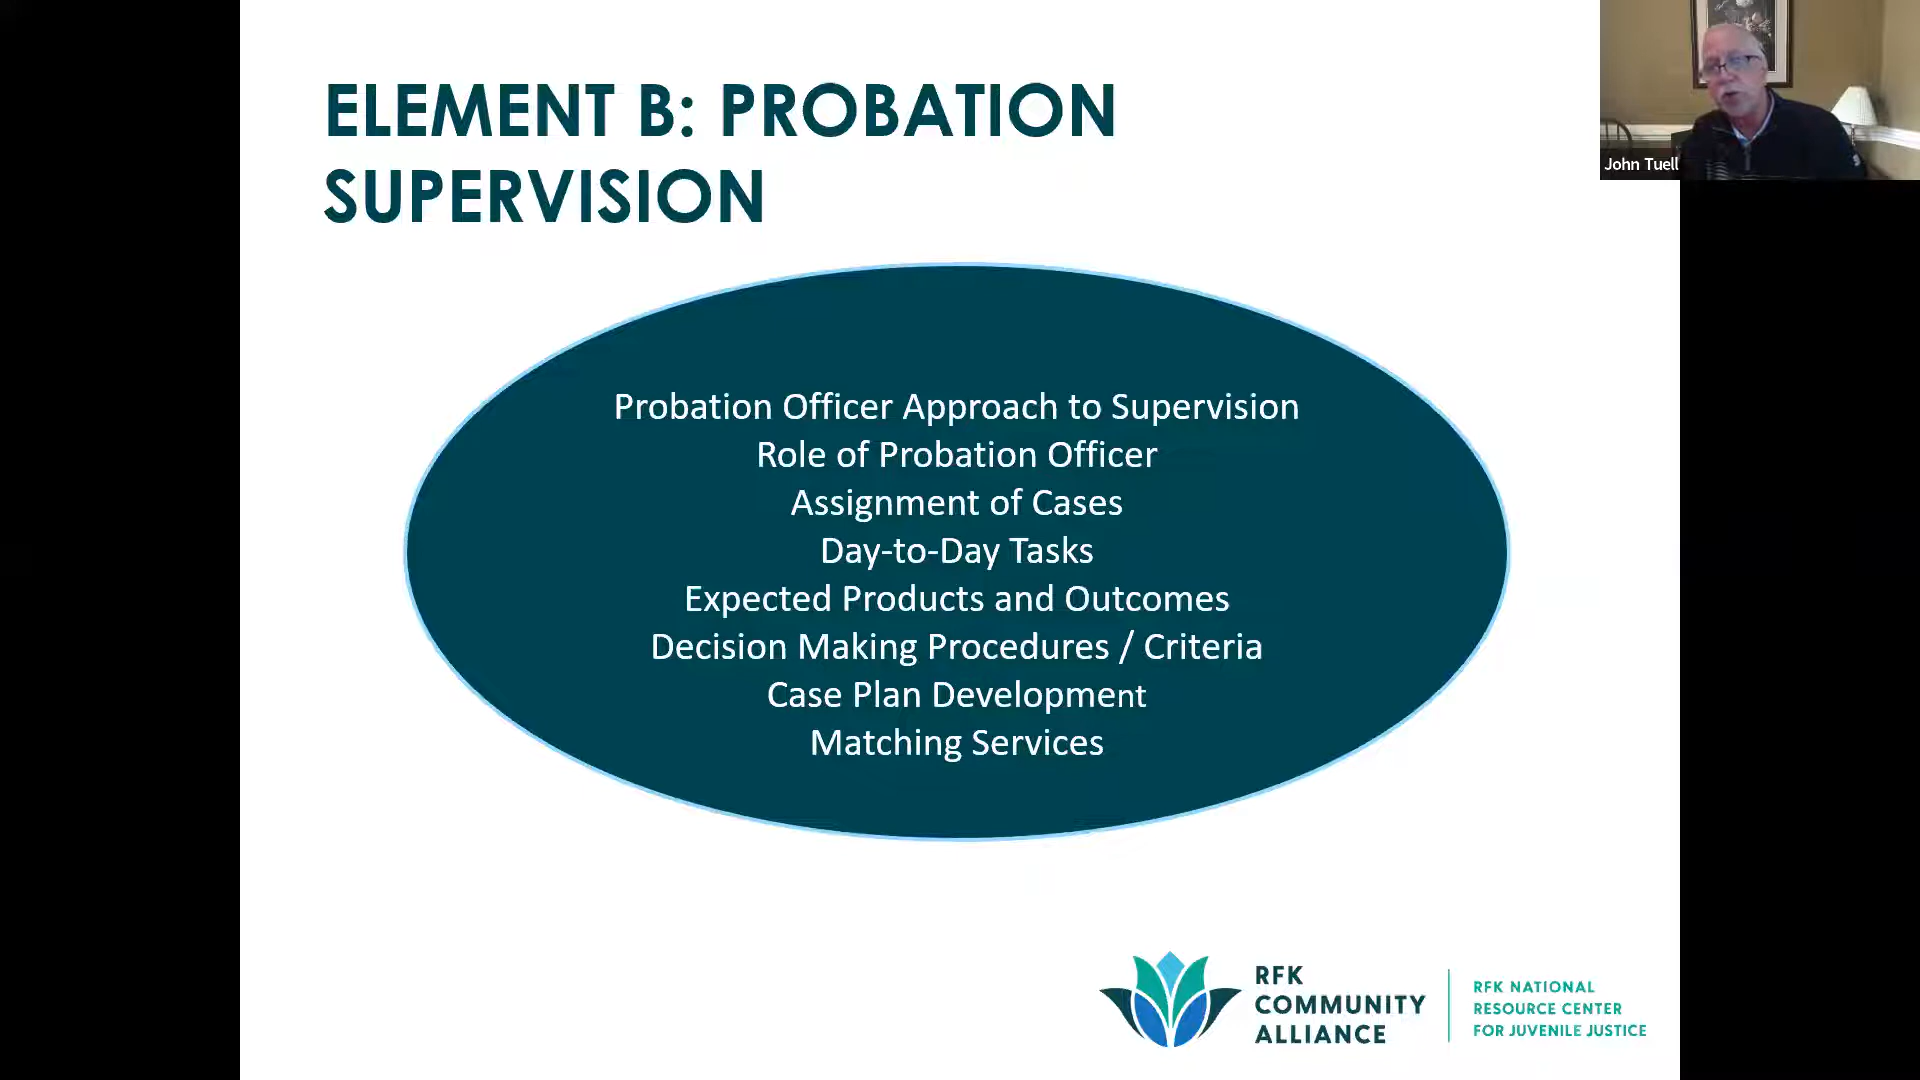 ELEMENT B: PROBATION
SUPERVISION
John Tuell
Probation Officer Approach to Supervision
Role of Probation Officer
Assignment of Cases
Day-to-Day Tasks
Expected Products and Outcomes
Decision Making Procedures / Criteria
Case Plan Development
Matching Services
RFK
COMMUNITY
ALLIANCE
RFK NATIONAL
RESOURCE CENTER
FOR JUVENILE JUSTICE